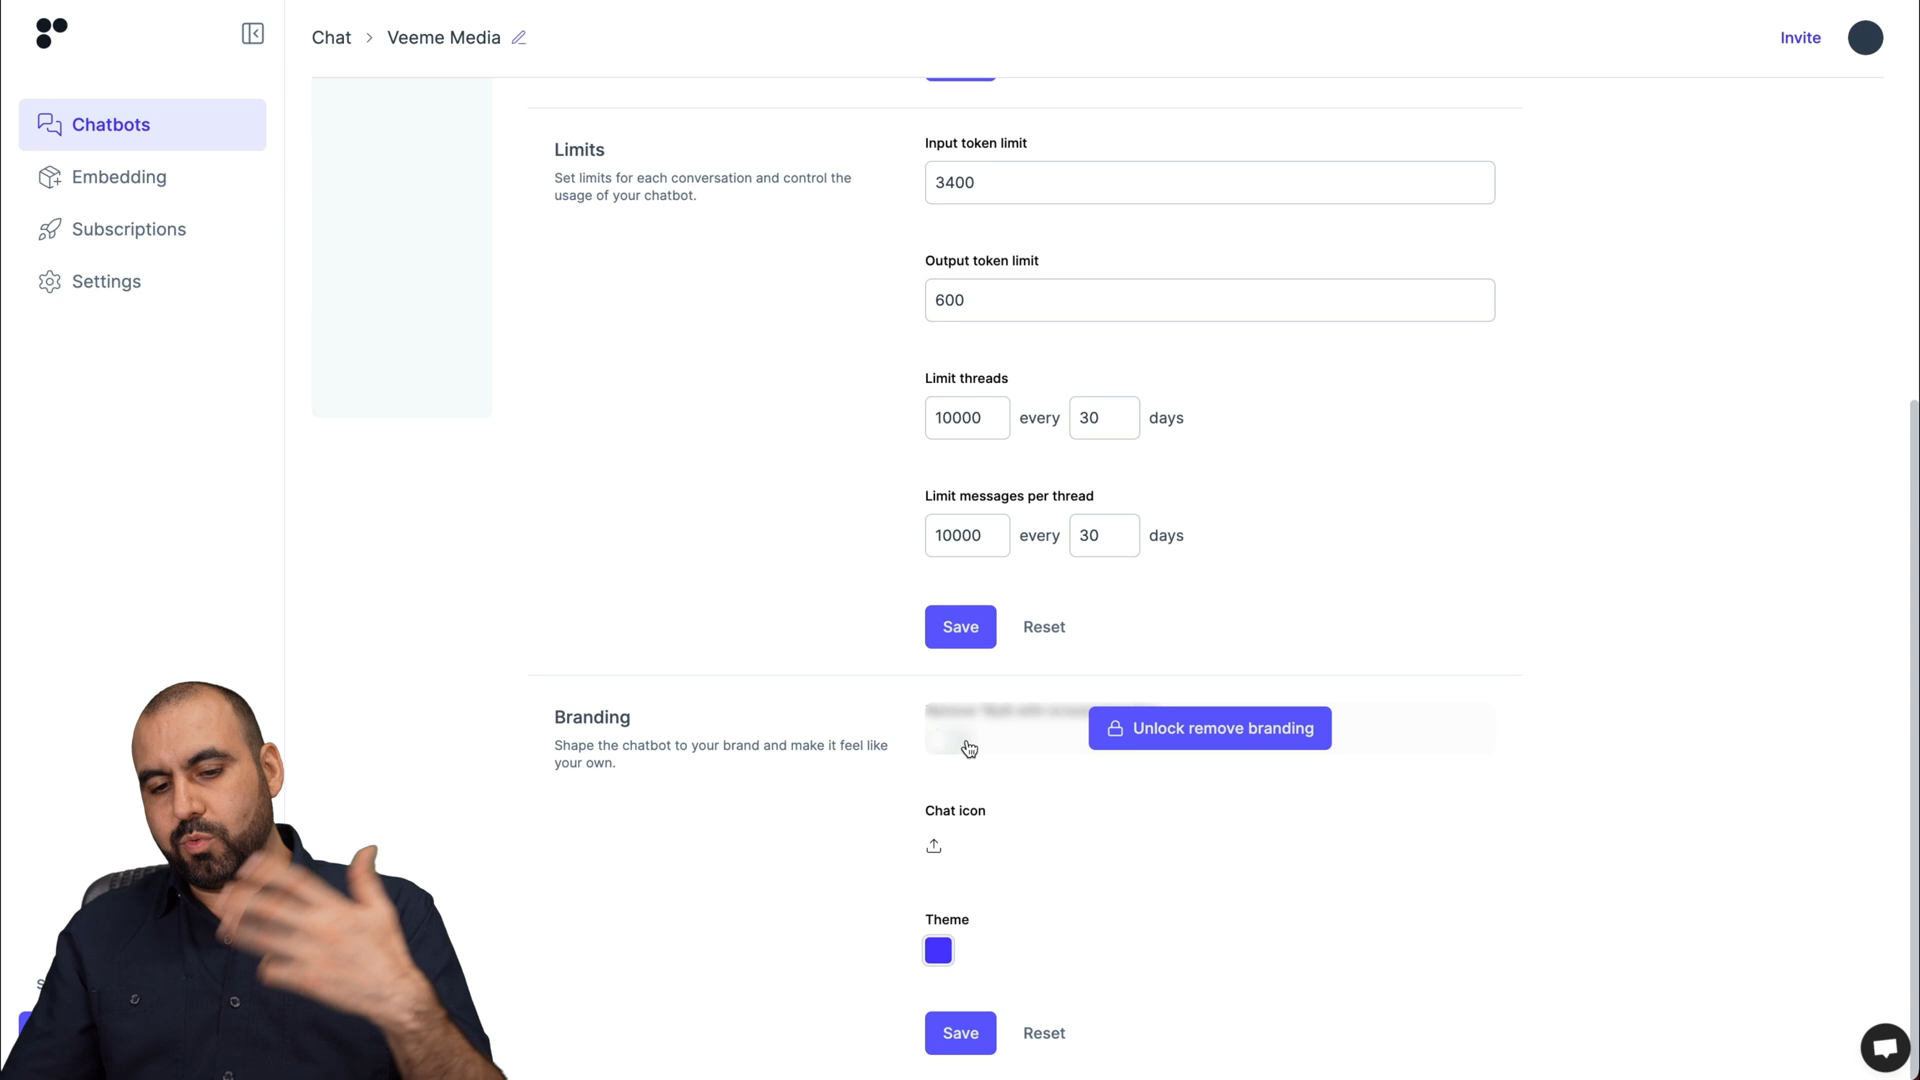 Chat > Veeme Media
Invite
Chatbots
Embedding
Subscriptions
Settings
Limits
Set limits for each conversation and control the
usage of your chatbot.
Input token limit
3400
Output token limit
600
Limit threads
10000 every 30 days
Limit messages per thread
10000 every 30 days
Save Reset
Branding
Shape the chatbot to your brand and make it feel like
your own.
Unlock remove branding
Chat icon
Theme
Save Reset